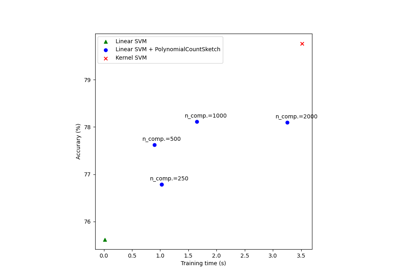 Linear SVM
Linear SVM + PolynomialCountSketch
Kernel SVM
79
78
77
76
Accurary (%)
n_comp.=1000
n_comp.=2000
n_comp.=500
n_comp.=250
0.0 0.5 1.0 1.5 2.0 2.5 3.0 3.5
Training time (s)